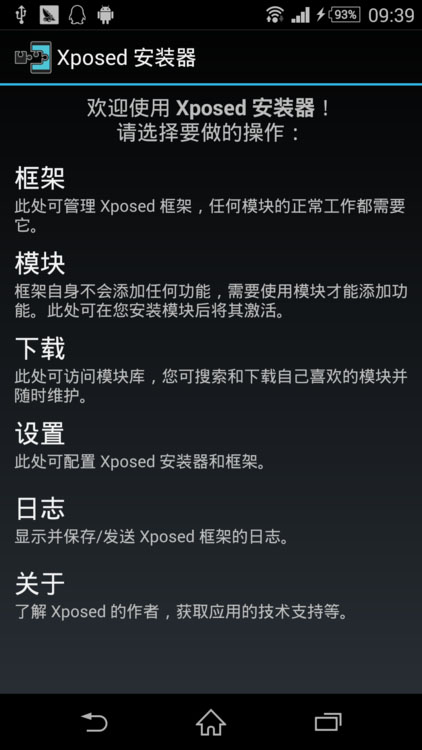 93% 09:39
Xposed 安装器
欢迎使用 Xposed 安装器！
请选择要做的操作：
框架
此处可管理 Xposed 框架，任何模块的正常工作都需要
它。
模块
框架自身不会添加任何功能，需要使用模块才能添加功
能。此处可在您安装模块后将其激活。
下载
此处可访问模块库，您可搜索和下载自己喜欢的模块并
随时维护。
设置
此处可配置 Xposed 安装器和框架。
日志
显示并保存/发送 Xposed 框架的日志。
关于
了解 Xposed 的作者，获取应用的技术支持等。